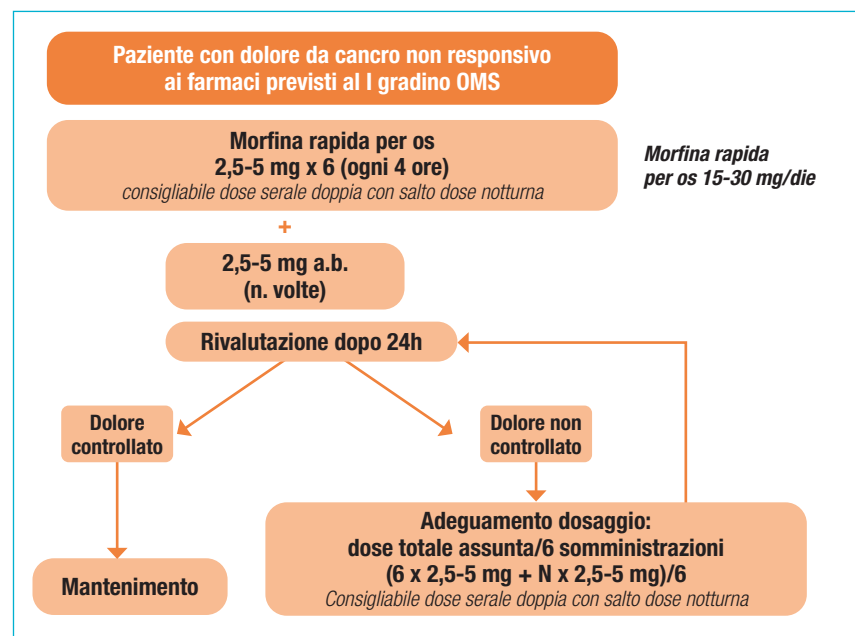 Paziente con dolore da cancro non responsivo
ai farmaci previsti al I gradino OMS
Morfina rapida per os
2,5-5 mg x 6 (ogni 4 ore)
consigliabile dose serale doppia con salto dose notturna
Morfina rapida
per os 15-30 mg/die
+
2,5-5 mg a.b.
(n. volte)
Rivalutazione dopo 24h
Dolore
controllato
Dolore non
controllato
Adeguamento dosaggio:
dose totale assunta/6 somministrazioni
(6 x 2,5-5 mg + N x 2,5-5 mg)/6
Consigliabile dose serale doppia con salto dose notturna
Mantenimento